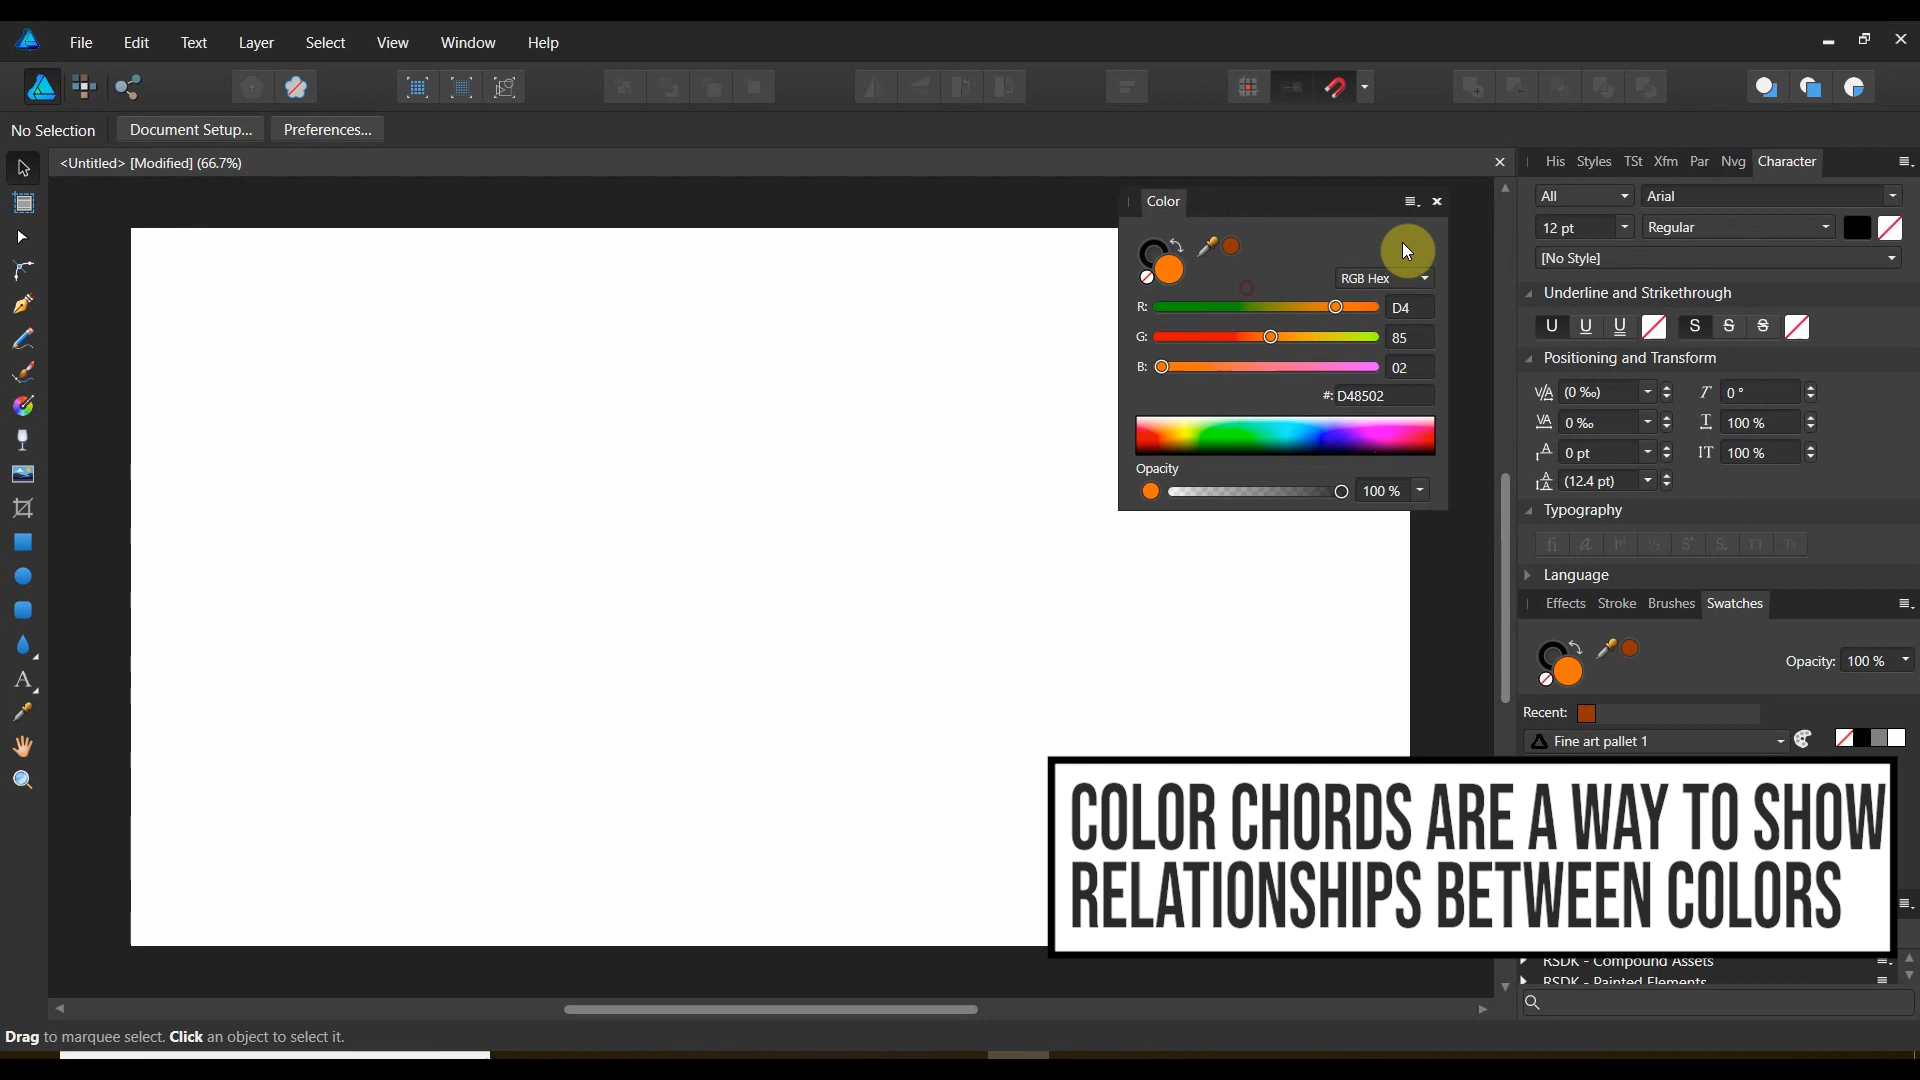 File Edit Text Layer Select View Window Help
No Selection Document Setup... Preferences...
<Untitled> [Modified] (66.7%)
His Styles TSt Xfm Par Nvg Character
All Arial
12 pt Regular
[No Style]
Underline and Strikethrough
U U U S S S
Positioning and Transform
(0 ‰) 0 °
0 ‰ 100 %
0 pt 100 %
(12.4 pt)
Typography
Language
Color
RGB Hex
R: D4
G: 85
B: 02
#: D48502
Opacity
100 %
Effects Stroke Brushes Swatches
Opacity: 100 %
Recent:
Fine art pallet 1
COLOR CHORDS ARE A WAY TO SHOW
RELATIONSHIPS BETWEEN COLORS
RSDK - Compound Assets
RSDK - Painted Elements
Drag to marquee select. Click an object to select it.